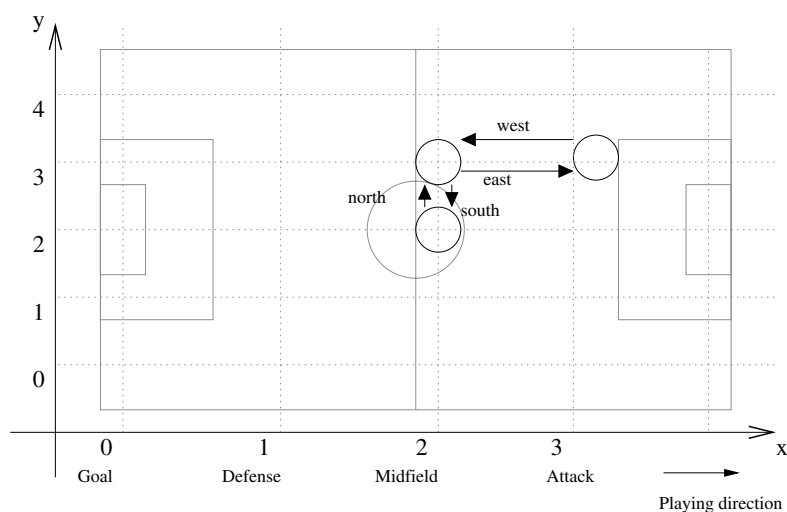 y
4
west
3
east
north
south
2
1
0
0 1 2 3 x
Goal Defense Midfield Attack
Playing direction